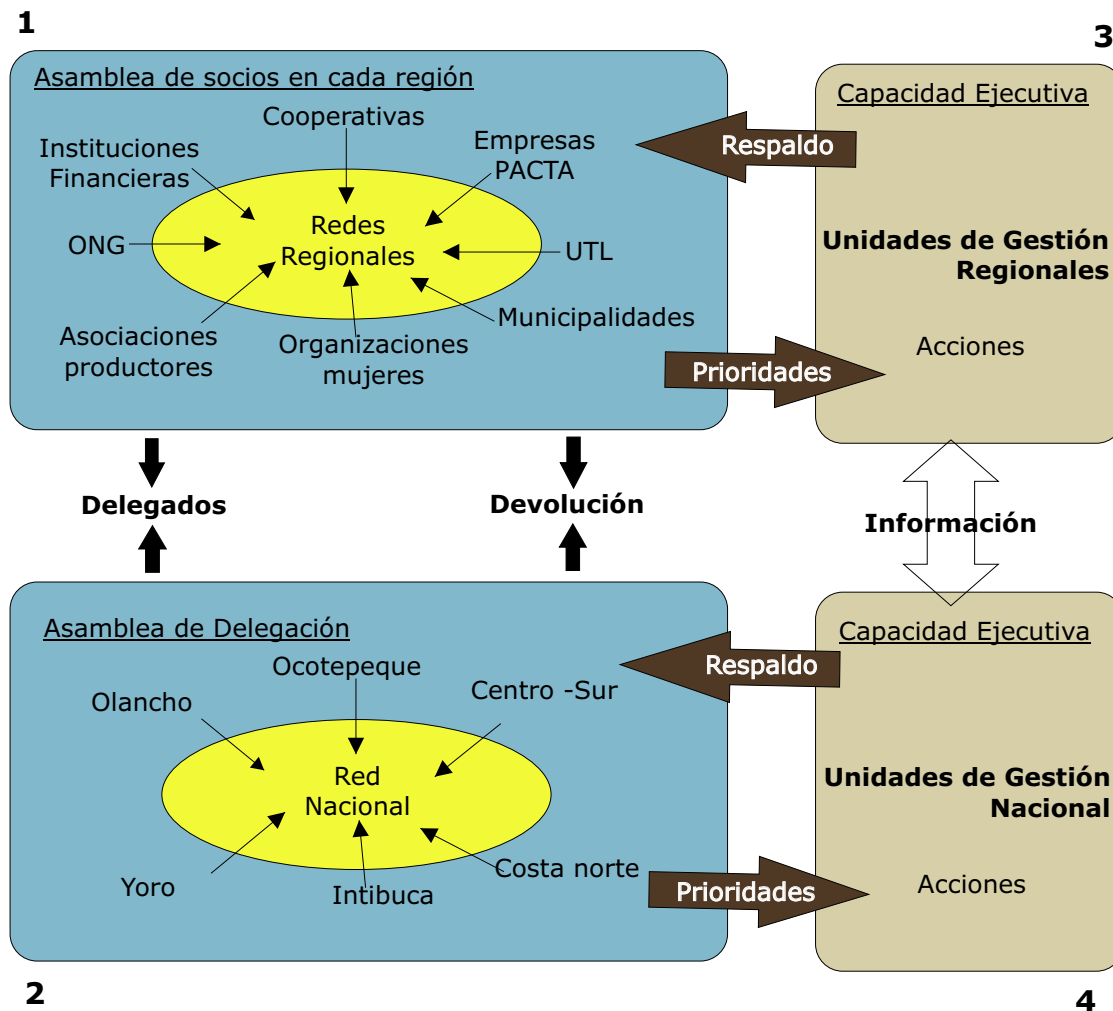 1
3
Asamblea de socios en cada región
Cooperativas
Instituciones
Financieras
Empresas
PACTA
ONG
Redes
Regionales
UTL
Asociaciones
productores
Organizaciones
mujeres
Municipalidades
Respaldo
Prioridades
Capacidad Ejecutiva
Unidades de Gestión
Regionales
Acciones
Delegados
Devolución
Información
Asamblea de Delegación
Ocotepeque
Olancho
Centro -Sur
Red
Nacional
Yoro
Intibuca
Costa norte
Respaldo
Prioridades
Capacidad Ejecutiva
Unidades de Gestión
Nacional
Acciones
2
4